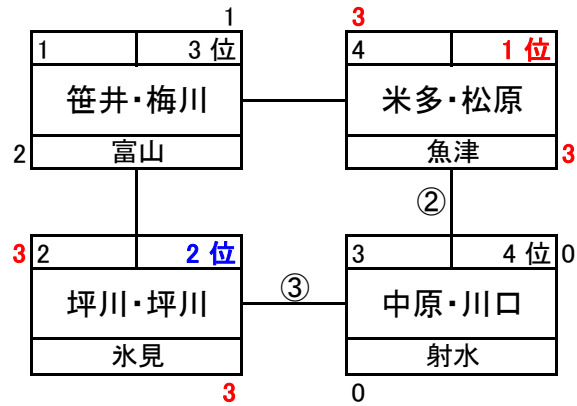 1 3
1 3 位 4 1 位
笹井・梅川 米多・松原
2 富山 魚津 3
②
3 2 2 位 3 4 位 0
坪川・坪川 ③ 中原・川口
氷見 射水
3 0